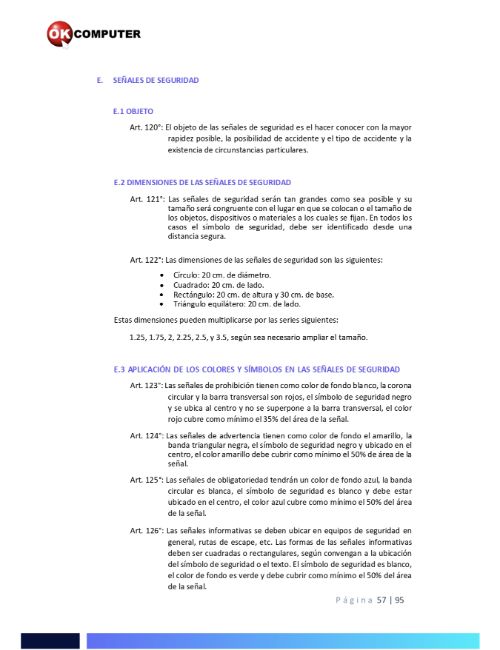 OK COMPUTER
E. SEÑALES DE SEGURIDAD
E.1 OBJETO
Art. 120°: El objeto de las señales de seguridad es el hacer conocer con la mayor
rapidez posible, la posibilidad de accidente y el tipo de accidente y la
existencia de circunstancias particulares.
E.2 DIMENSIONES DE LAS SEÑALES DE SEGURIDAD
Art. 121°: Las señales de seguridad serán tan grandes como sea posible y su
tamaño será congruente con el lugar en que se colocan o el tamaño de
los objetos, dispositivos o materiales a los cuales se fijan. En todos los
casos el símbolo de seguridad, debe ser identificado desde una
distancia segura.
Art. 122°: Las dimensiones de las señales de seguridad son las siguientes:
• Círculo: 20 cm. de diámetro.
• Cuadrado: 20 cm. de lado.
• Rectángulo: 20 cm. de altura y 30 cm. de base.
• Triángulo equilátero: 20 cm. de lado.
Estas dimensiones pueden multiplicarse por las series siguientes:
1.25, 1.75, 2, 2.25, 2.5, y 3.5, según sea necesario ampliar el tamaño.
E.3 APLICACIÓN DE LOS COLORES Y SÍMBOLOS EN LAS SEÑALES DE SEGURIDAD
Art. 123°: Las señales de prohibición tienen como color de fondo blanco, la corona
circular y la barra transversal son rojos, el símbolo de seguridad negro
y se ubica al centro y no se superpone a la barra transversal, el color
rojo cubre como mínimo el 35% del área de la señal.
Art. 124°: Las señales de advertencia tienen como color de fondo el amarillo, la
banda triangular negra, el símbolo de seguridad negro y ubicado en el
centro, el color amarillo debe cubrir como mínimo el 50% de área de la
señal.
Art. 125°: Las señales de obligatoriedad tendrán un color de fondo azul, la banda
circular es blanca, el símbolo de seguridad es blanco y debe estar
ubicado en el centro, el color azul cubre como mínimo el 50% del área
de la señal.
Art. 126°: Las señales informativas se deben ubicar en equipos de seguridad en
general, rutas de escape, etc. Las formas de las señales informativas
deben ser cuadradas o rectangulares, según convengan a la ubicación
del símbolo de seguridad o el texto. El símbolo de seguridad es blanco,
el color de fondo es verde y debe cubrir como mínimo el 50% del área
de la señal.
Página 57 | 95